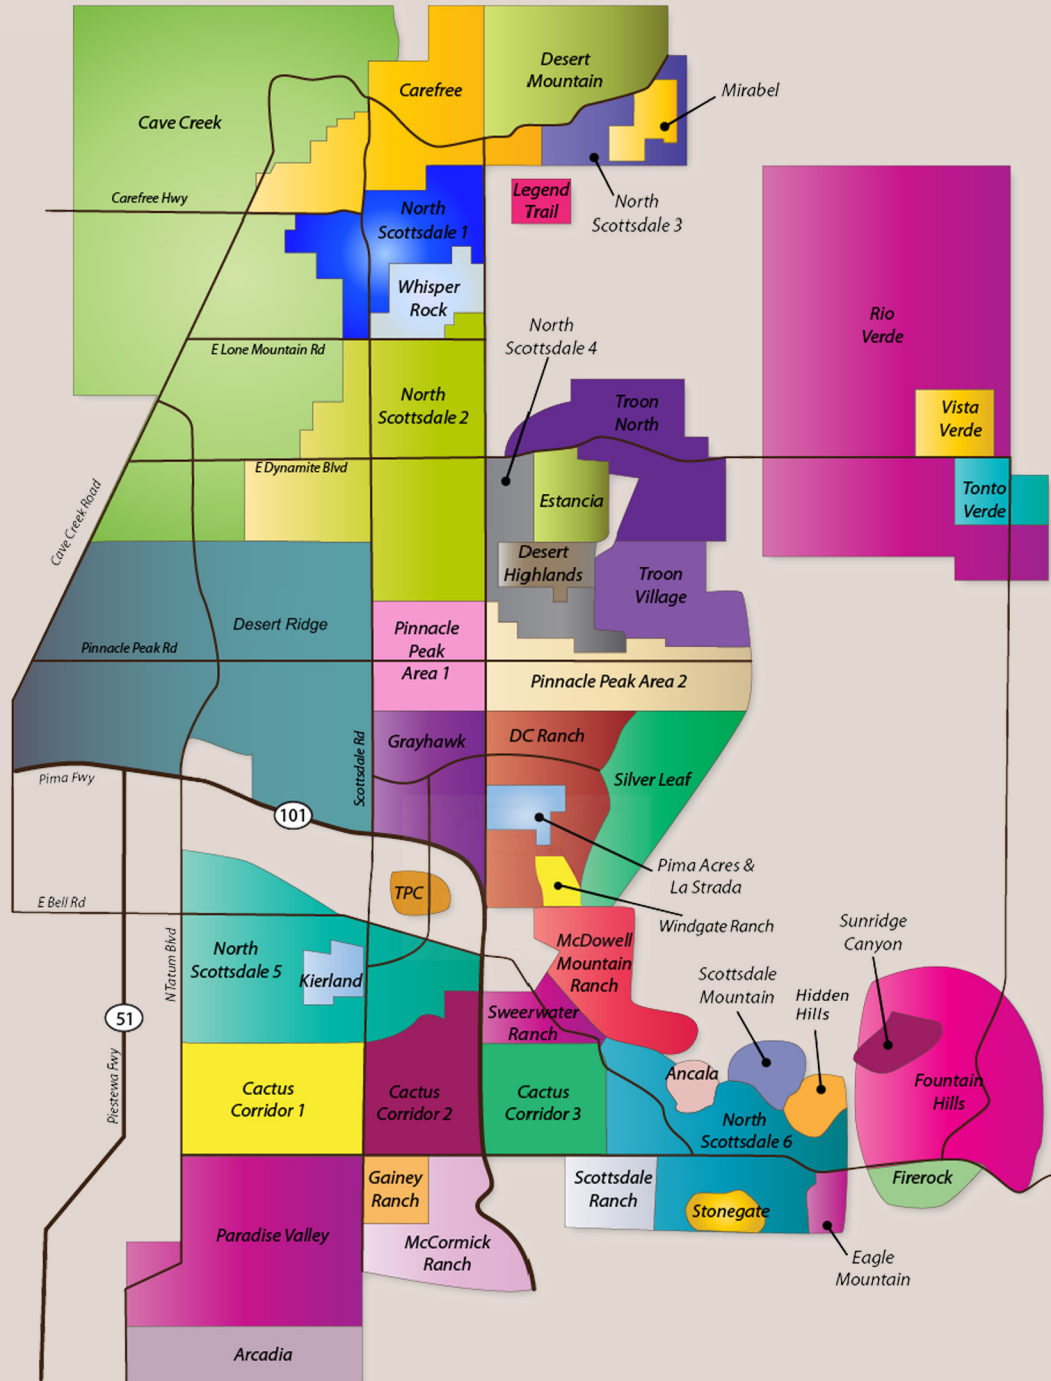 Desert
Mountain
Carefree
Mirabel
Cave Creek
Legend
Trail
Carefree Hwy
North
Scottsdale 1
North
Scottsdale 3
Whisper
Rock
Rio
Verde
North
Scottsdale 4
E Lone Mountain Rd
North
Scottsdale 2
Troon
North
Vista
Verde
E Dynamite Blvd
Cave Creek Road
Estancia
Tonto
Verde
Desert
Highlands
Troon
Village
Desert Ridge
Pinnacle
Peak
Area 1
Pinnacle Peak Rd
Pinnacle Peak Area 2
Scottsdale Rd
Grayhawk
DC Ranch
Silver Leaf
Pima Fwy
101
Pima Acres &
La Strada
TPC
E Bell Rd
Windgate Ranch
Sunridge
Canyon
N Tatum Blvd
North
Scottsdale 5
Kierland
McDowell
Mountain
Ranch
Scottsdale
Mountain
Hidden
Hills
51
Sweerwater
Ranch
Piestewa Fwy
Cactus
Corridor 1
Cactus
Corridor 2
Cactus
Corridor 3
Ancala
North
Scottsdale 6
Fountain
Hills
Gainey
Ranch
Scottsdale
Ranch
Stonegate
Firerock
Paradise Valley
McCormick
Ranch
Eagle
Mountain
Arcadia